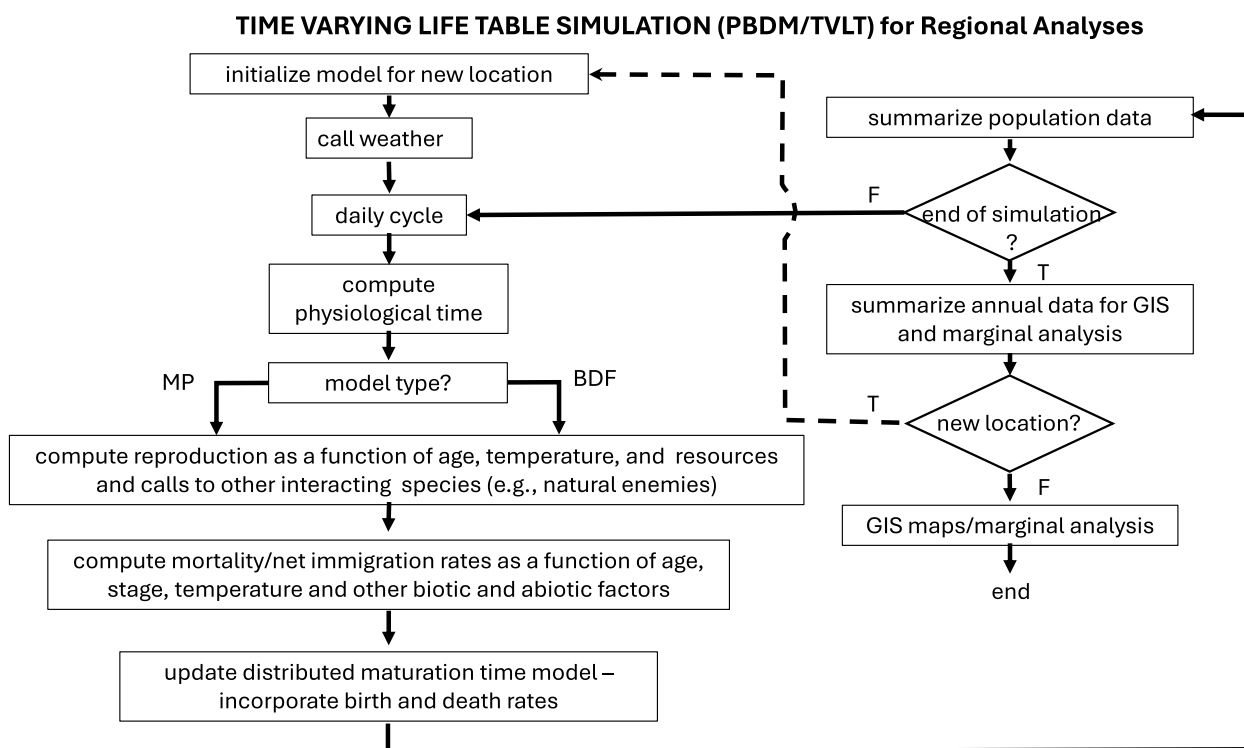 TIME VARYING LIFE TABLE SIMULATION (PBDM/TVLT) for Regional Analyses
initialize model for new location
call weather
daily cycle
compute
physiological time
model type?
MP
BDF
compute reproduction as a function of age, temperature, and resources
and calls to other interacting species (e.g., natural enemies)
compute mortality/net immigration rates as a function of age,
stage, temperature and other biotic and abiotic factors
update distributed maturation time model –
incorporate birth and death rates
summarize population data
end of simulation
?
F
T
summarize annual data for GIS
and marginal analysis
new location?
T
F
GIS maps/marginal analysis
end